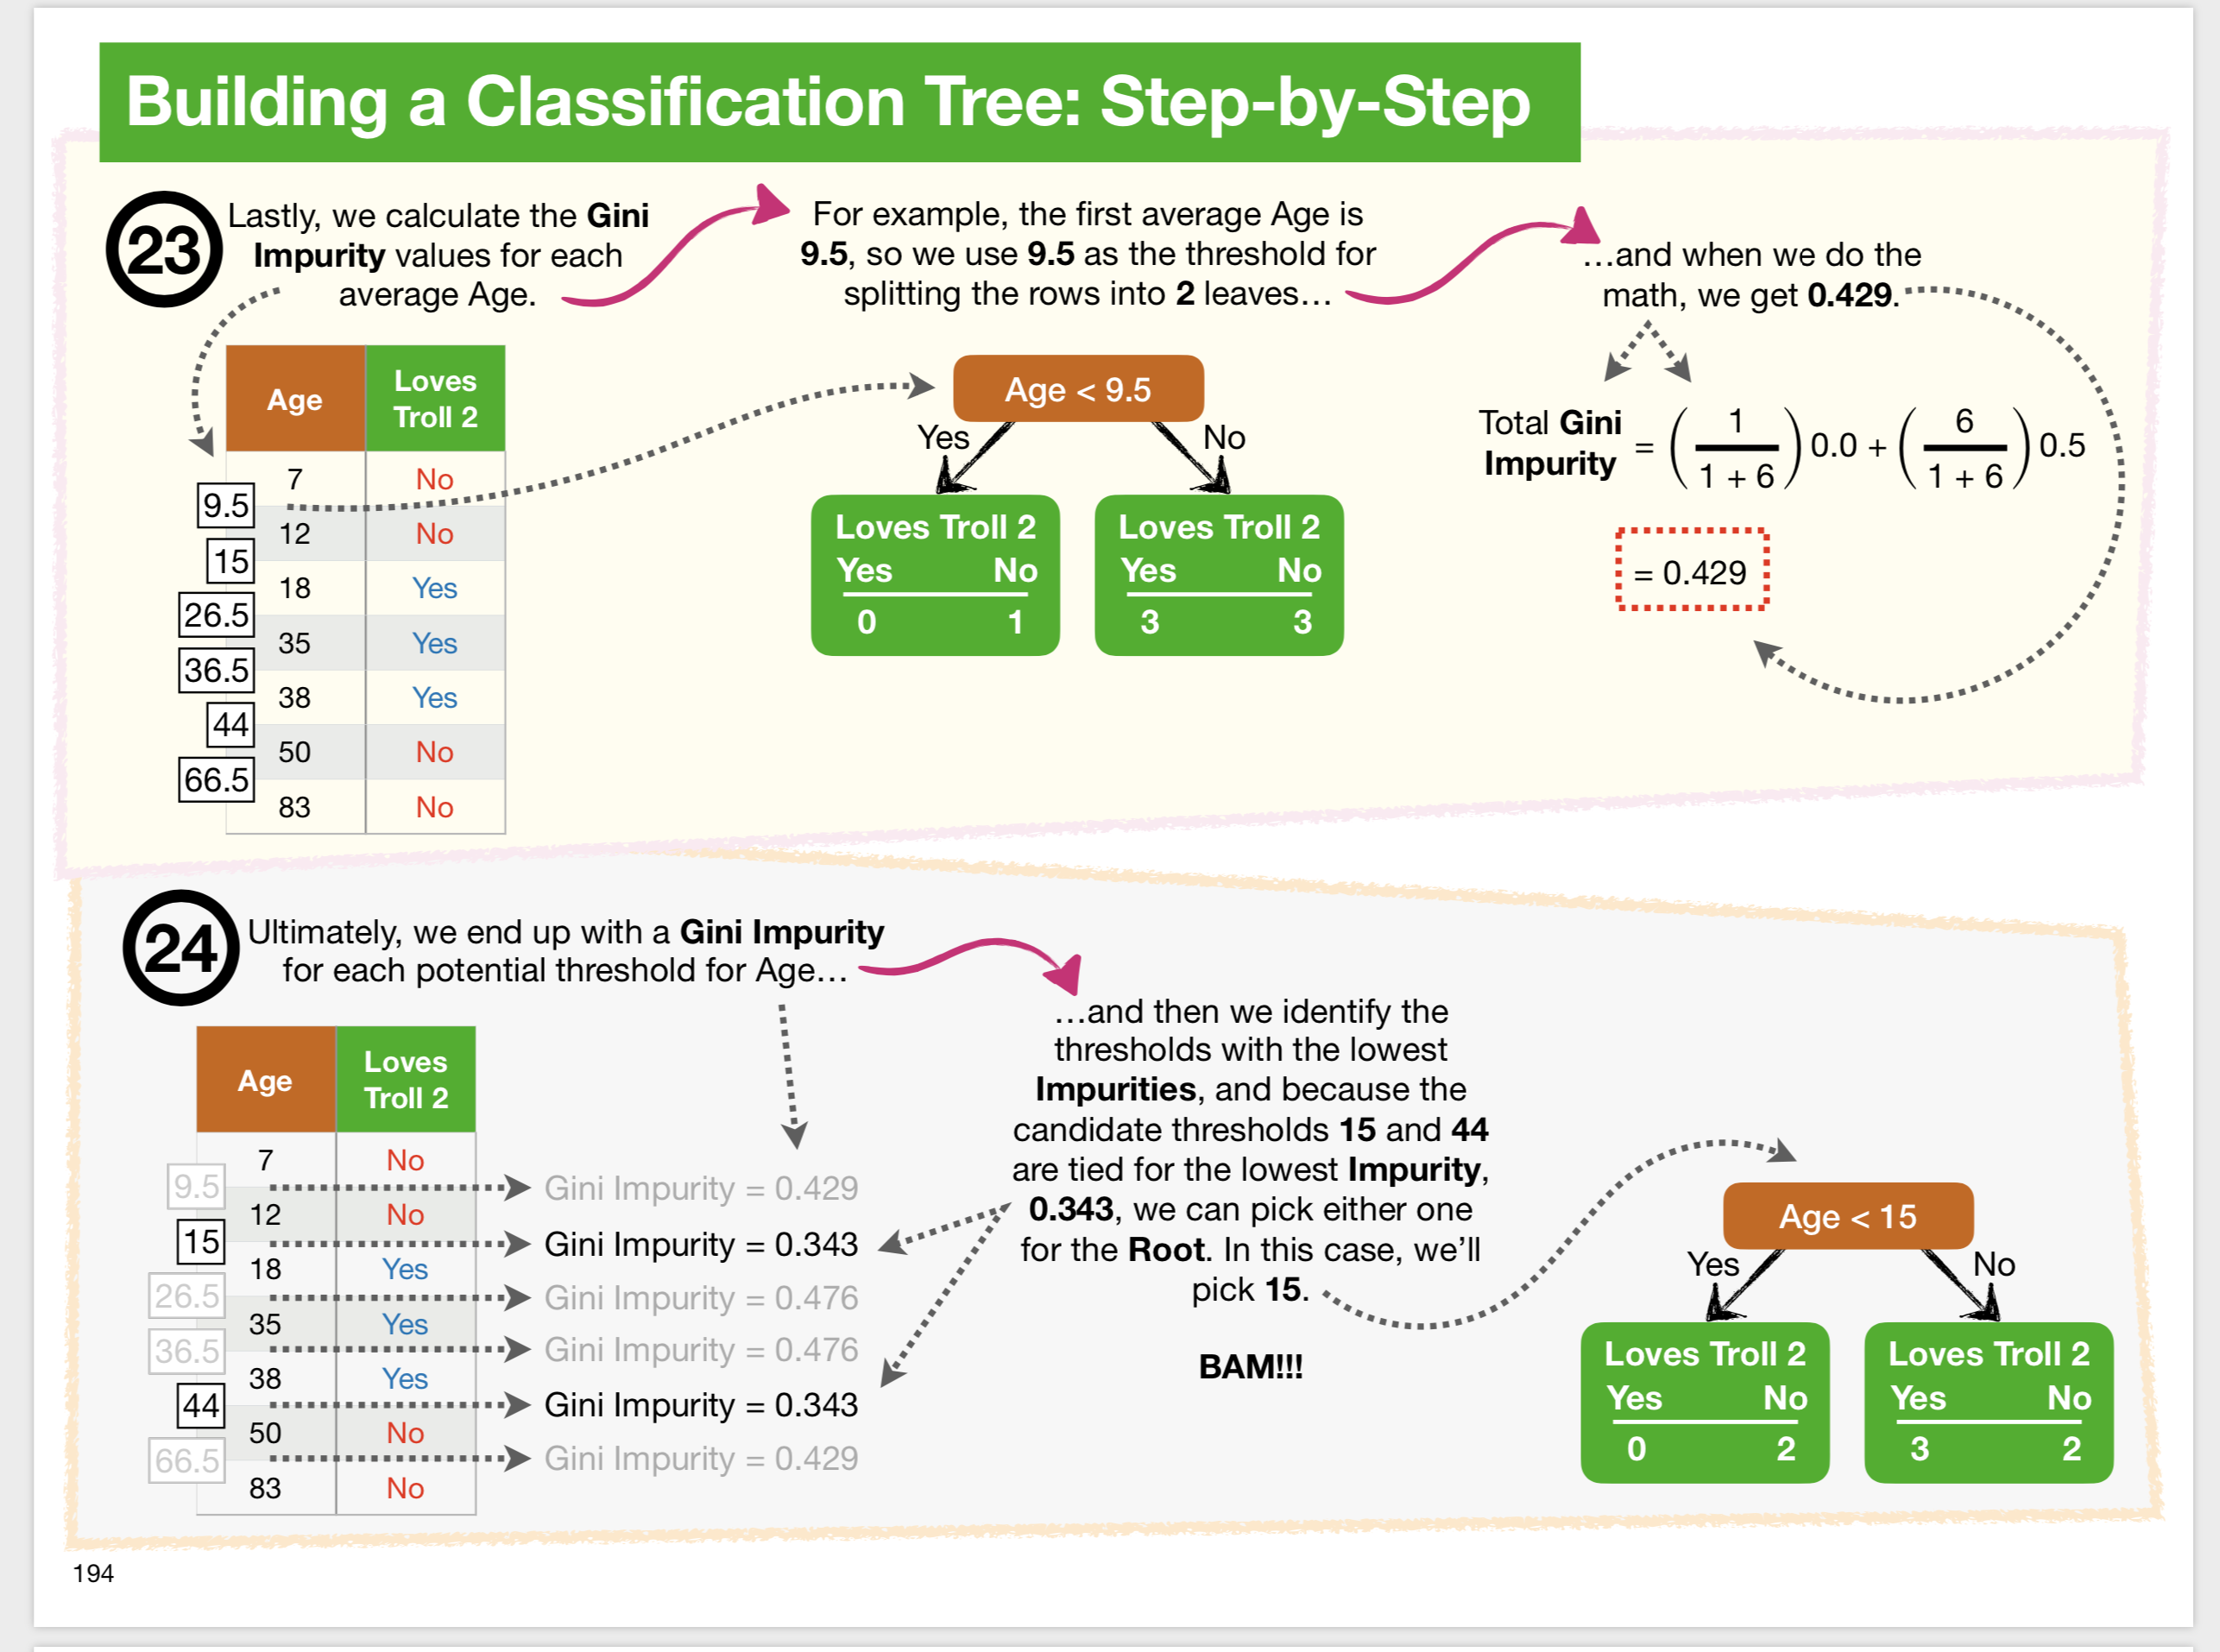 Building a Classification Tree: Step-by-Step
23
Lastly, we calculate the Gini
Impurity values for each
average Age.
For example, the first average Age is
9.5, so we use 9.5 as the threshold for
splitting the rows into 2 leaves…
…and when we do the
math, we get 0.429.
Age
Loves
Troll 2
7 No
9.5
12 No
15
18 Yes
26.5
35 Yes
36.5
38 Yes
44
50 No
66.5
83 No
Age < 9.5
Yes No
Loves Troll 2
Yes No
0 1
Loves Troll 2
Yes No
3 3
Total Gini
Impurity
= (1 / 1 + 6) 0.0 + (6 / 1 + 6) 0.5
= 0.429
24
Ultimately, we end up with a Gini Impurity
for each potential threshold for Age…
…and then we identify the
thresholds with the lowest
Impurities, and because the
candidate thresholds 15 and 44
are tied for the lowest Impurity,
0.343, we can pick either one
for the Root. In this case, we’ll
pick 15.
BAM!!!
Age
Loves
Troll 2
7 No
9.5 Gini Impurity = 0.429
12 No
15 Gini Impurity = 0.343
18 Yes
26.5 Gini Impurity = 0.476
35 Yes
36.5 Gini Impurity = 0.476
38 Yes
44 Gini Impurity = 0.343
50 No
66.5 Gini Impurity = 0.429
83 No
Age < 15
Yes No
Loves Troll 2
Yes No
0 2
Loves Troll 2
Yes No
3 2
194